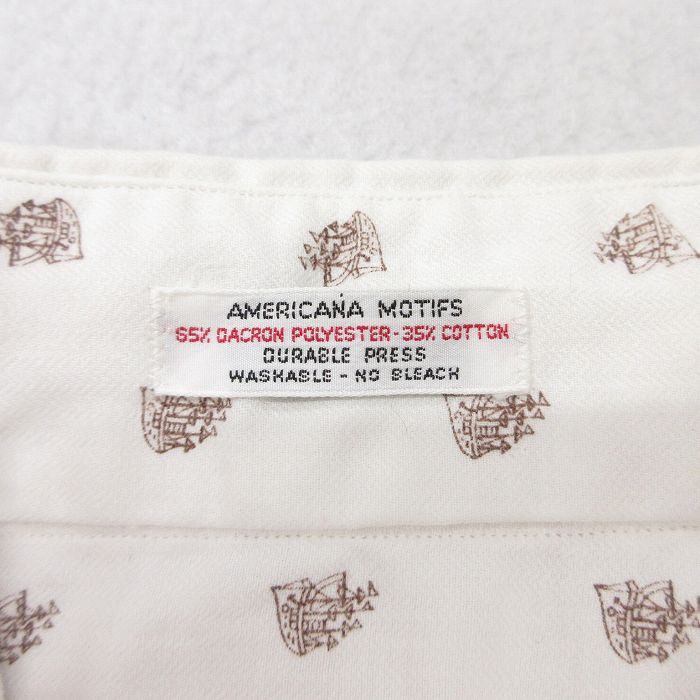 AMERICANA MOTIFS
65% DACRON POLYESTER - 35% COTTON
DURABLE PRESS
WASHABLE - NO BLEACH